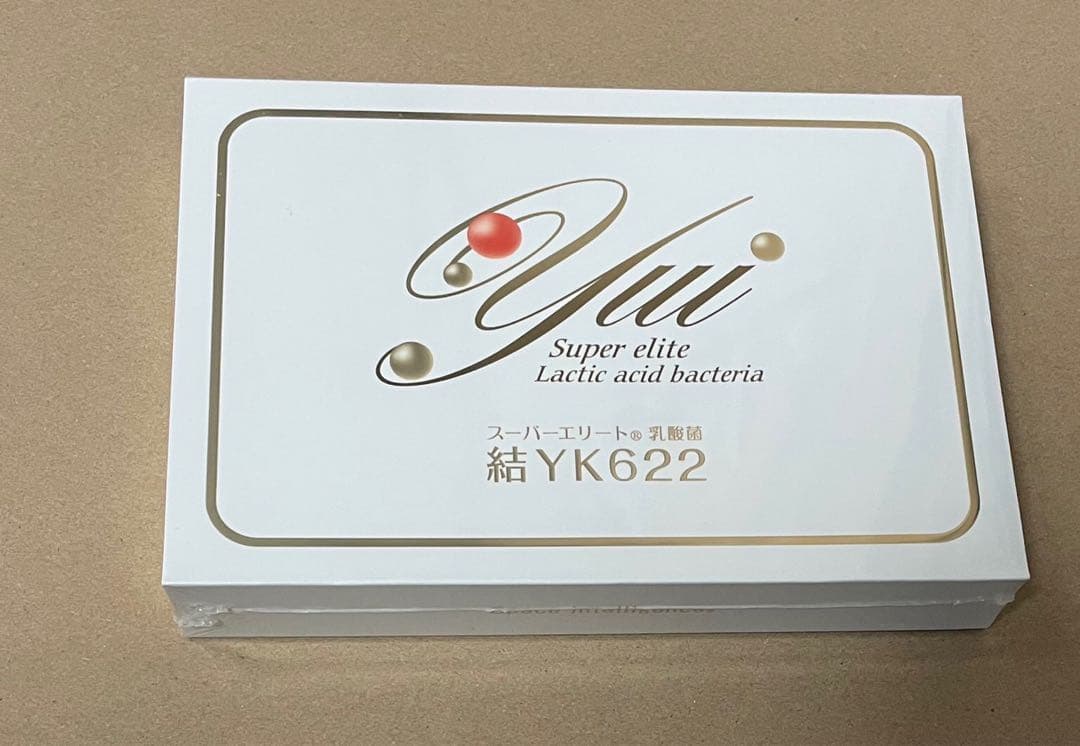 Yui
Super elite
Lactic acid bacteria
スーパーエリート® 乳酸菌
結YK622